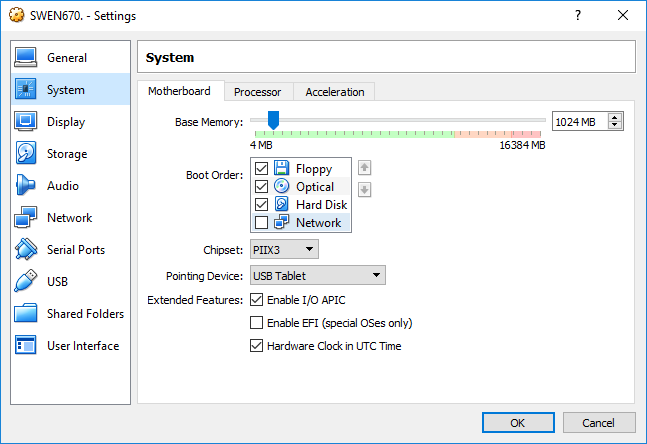 SWEN670. - Settings
?
General
System
Display
Storage
Audio
Network
Serial Ports
USB
Shared Folders
User Interface
System
Motherboard Processor Acceleration
Base Memory: 1024 MB
4 MB 16384 MB
Boot Order: Floppy
Optical
Hard Disk
Network
Chipset: PIIX3
Pointing Device: USB Tablet
Extended Features: Enable I/O APIC
Enable EFI (special OSes only)
Hardware Clock in UTC Time
OK Cancel